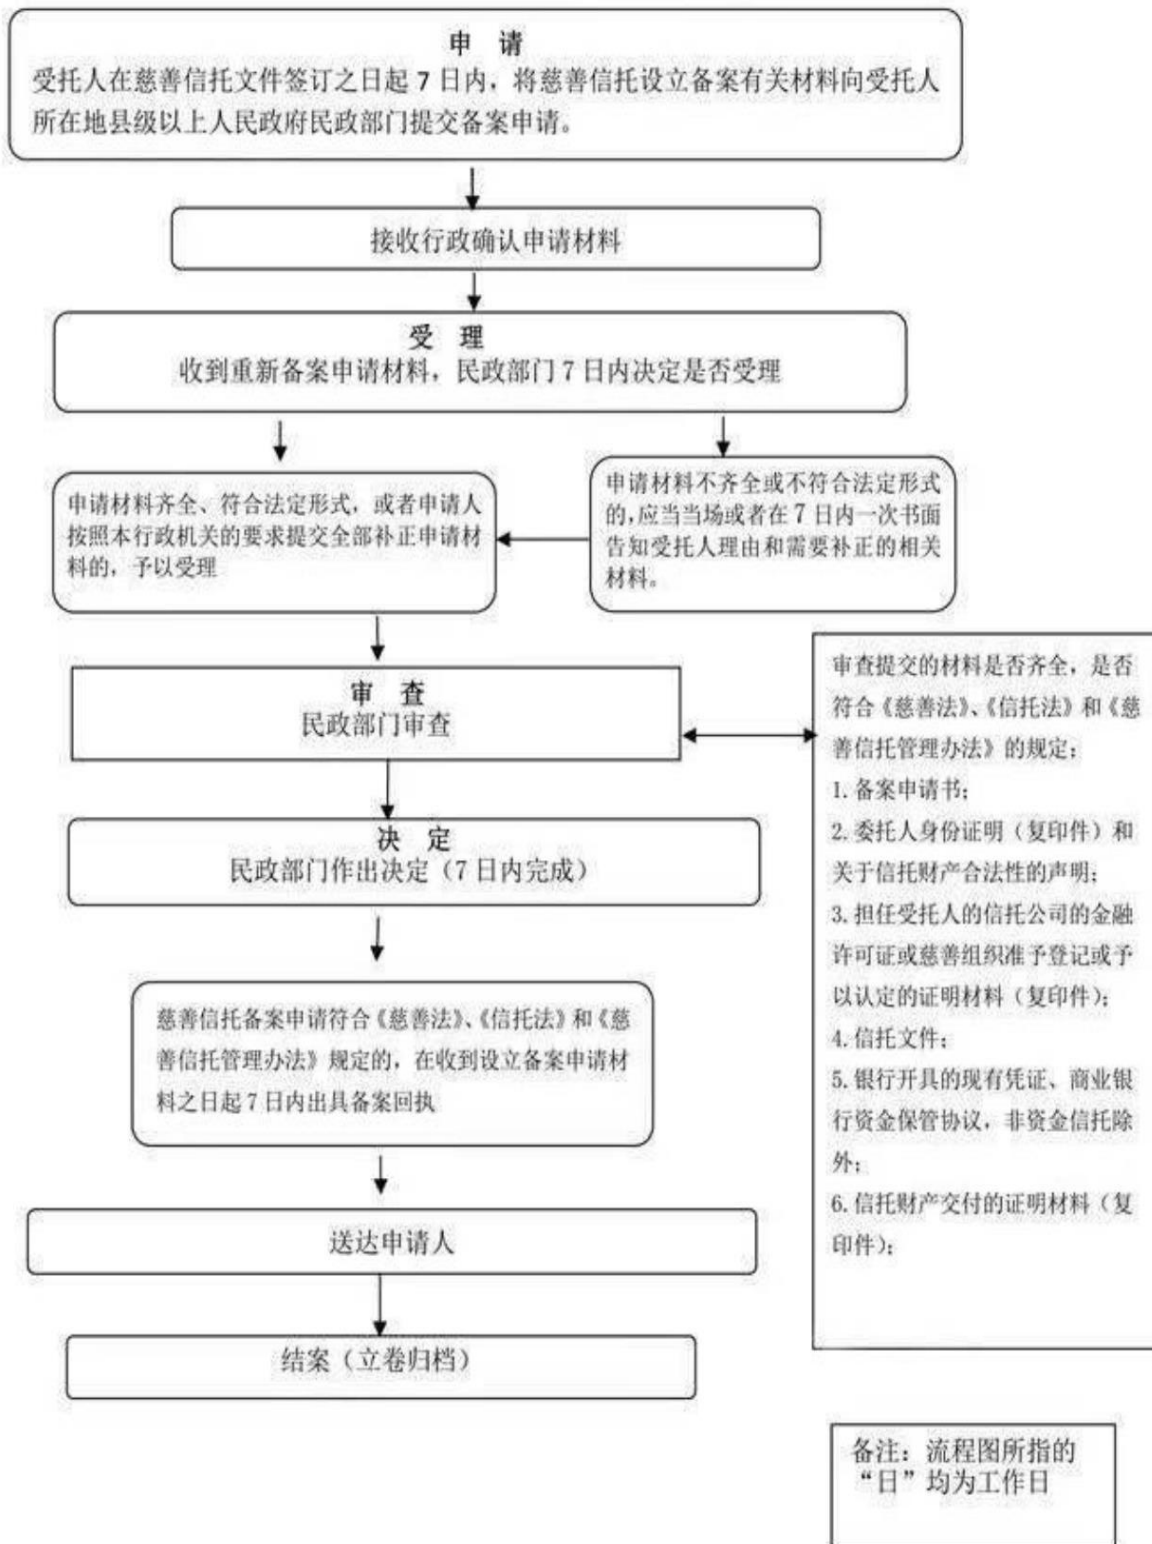 申 请
受托人在慈善信托文件签订之日起 7 日内，将慈善信托设立备案有关材料向受托人
所在地县级以上人民政府民政部门提交备案申请。
接收行政确认申请材料
受 理
收到重新备案申请材料，民政部门 7 日内决定是否受理
申请材料齐全、符合法定形式，或者申请人
按照本行政机关的要求提交全部补正申请材
料的，予以受理
申请材料不齐全或不符合法定形式
的，应当当场或者在 7 日内一次书面
告知受托人理由和需要补正的相关
材料。
审 查
民政部门审查
审查提交的材料是否齐全，是否
符合《慈善法》、《信托法》和《慈
善信托管理办法》的规定；
1. 备案申请书；
2. 委托人身份证明（复印件）和
关于信托财产合法性的声明；
3. 担任受托人的信托公司的金融
许可证或慈善组织准予登记或予
以认定的证明材料（复印件）；
4. 信托文件；
5. 银行开具的现有凭证、商业银
行资金保管协议，非资金信托除
外；
6. 信托财产交付的证明材料（复
印件）；
决 定
民政部门作出决定（7 日内完成）
慈善信托备案申请符合《慈善法》、《信托法》和《慈
善信托管理办法》规定的，在收到设立备案申请材
料之日起 7 日内出具备案回执
送达申请人
结案（立卷归档）
备注：流程图所指的
“日”均为工作日